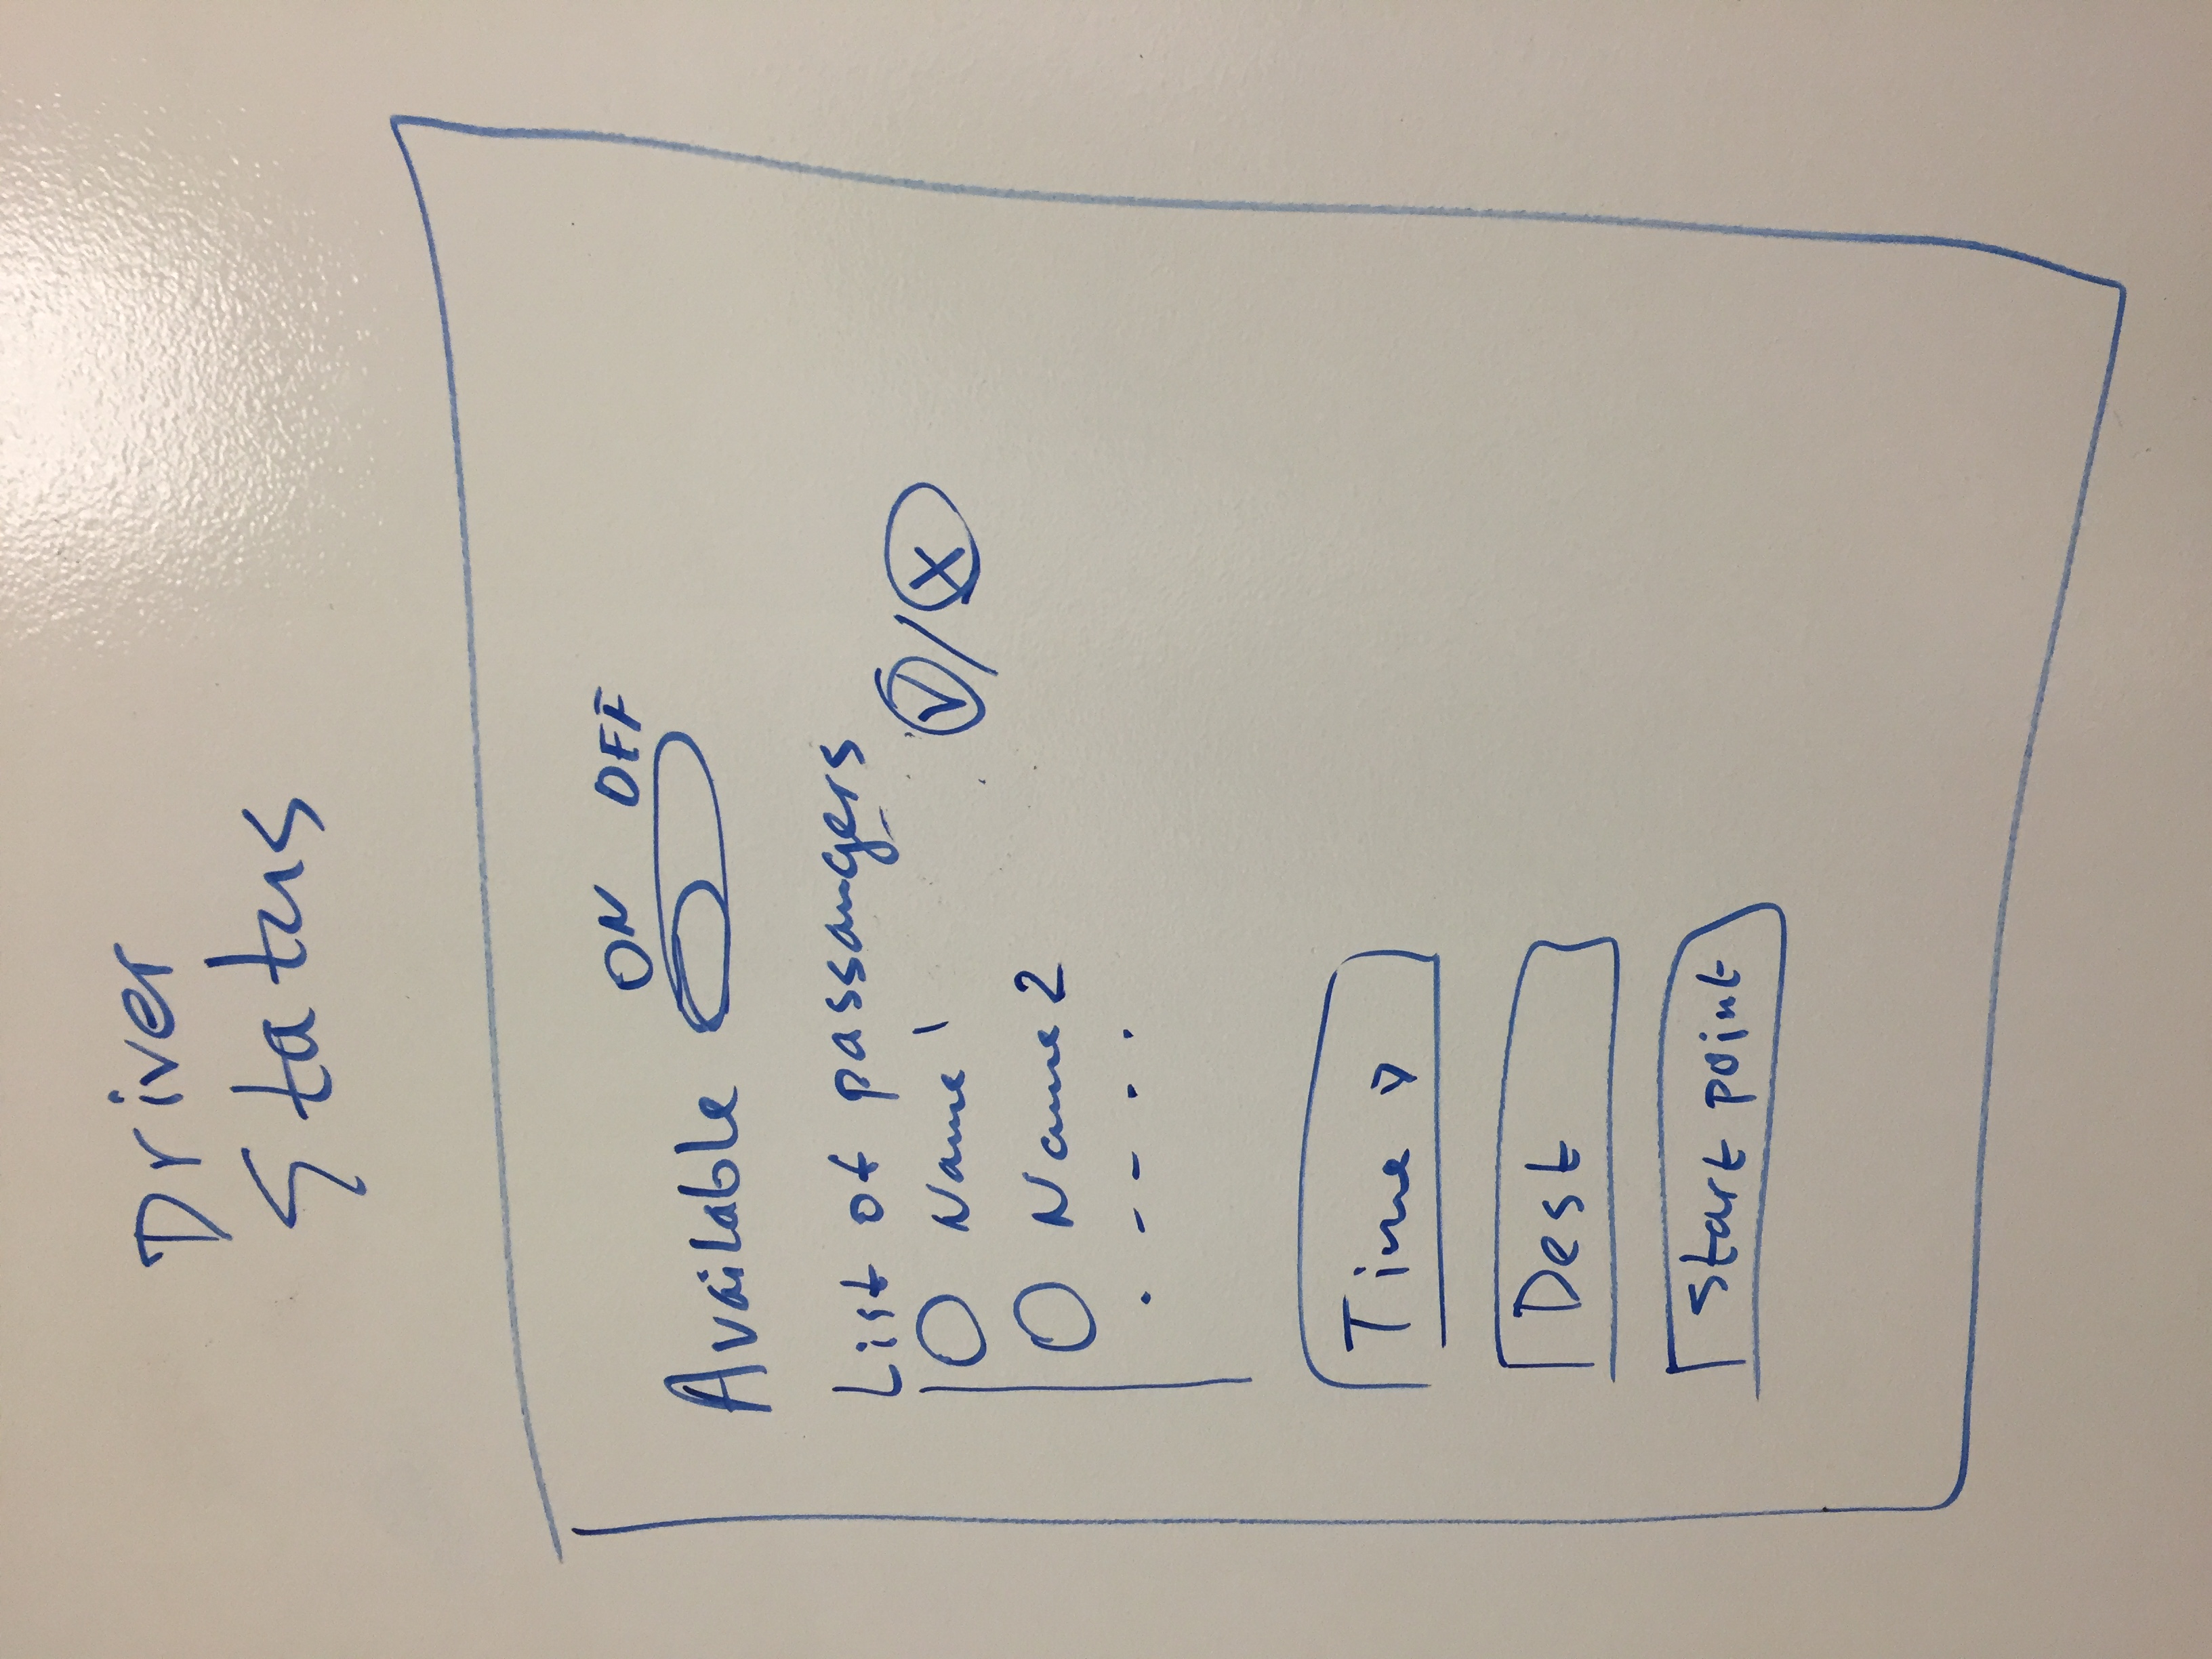 Driver
Status
ON OFF
Available
List of passangers
Name 1
Name 2
Time
Dest
Start point